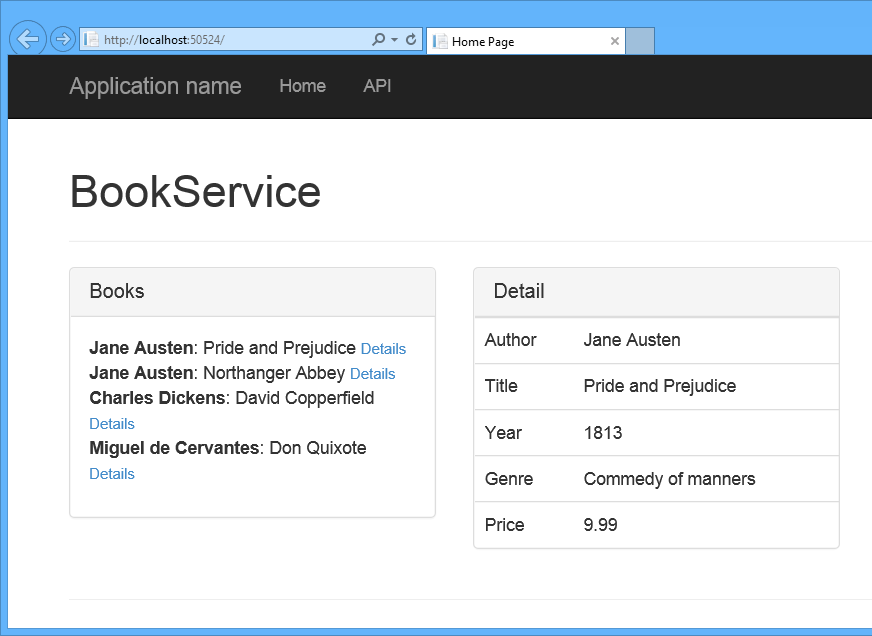 http://localhost:50524/
Home Page
Application name Home API
BookService
Books
Jane Austen: Pride and Prejudice Details
Jane Austen: Northanger Abbey Details
Charles Dickens: David Copperfield
Details
Miguel de Cervantes: Don Quixote
Details
Detail
Author Jane Austen
Title Pride and Prejudice
Year 1813
Genre Commedy of manners
Price 9.99